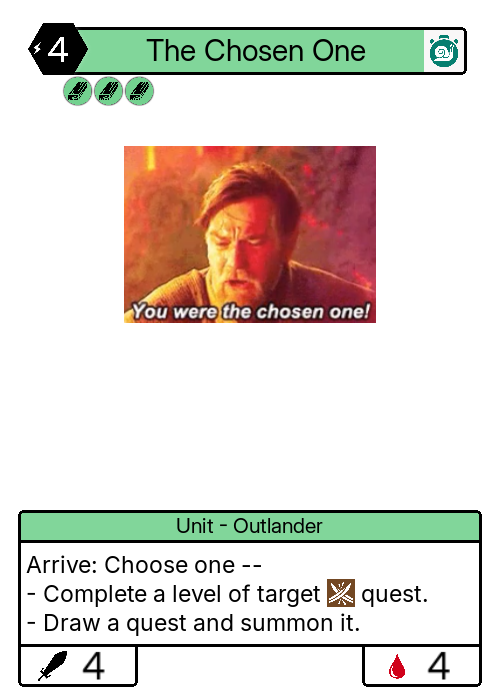 4
The Chosen One
You were the chosen one!
Unit - Outlander
Arrive: Choose one --
- Complete a level of target quest.
- Draw a quest and summon it.
4
4